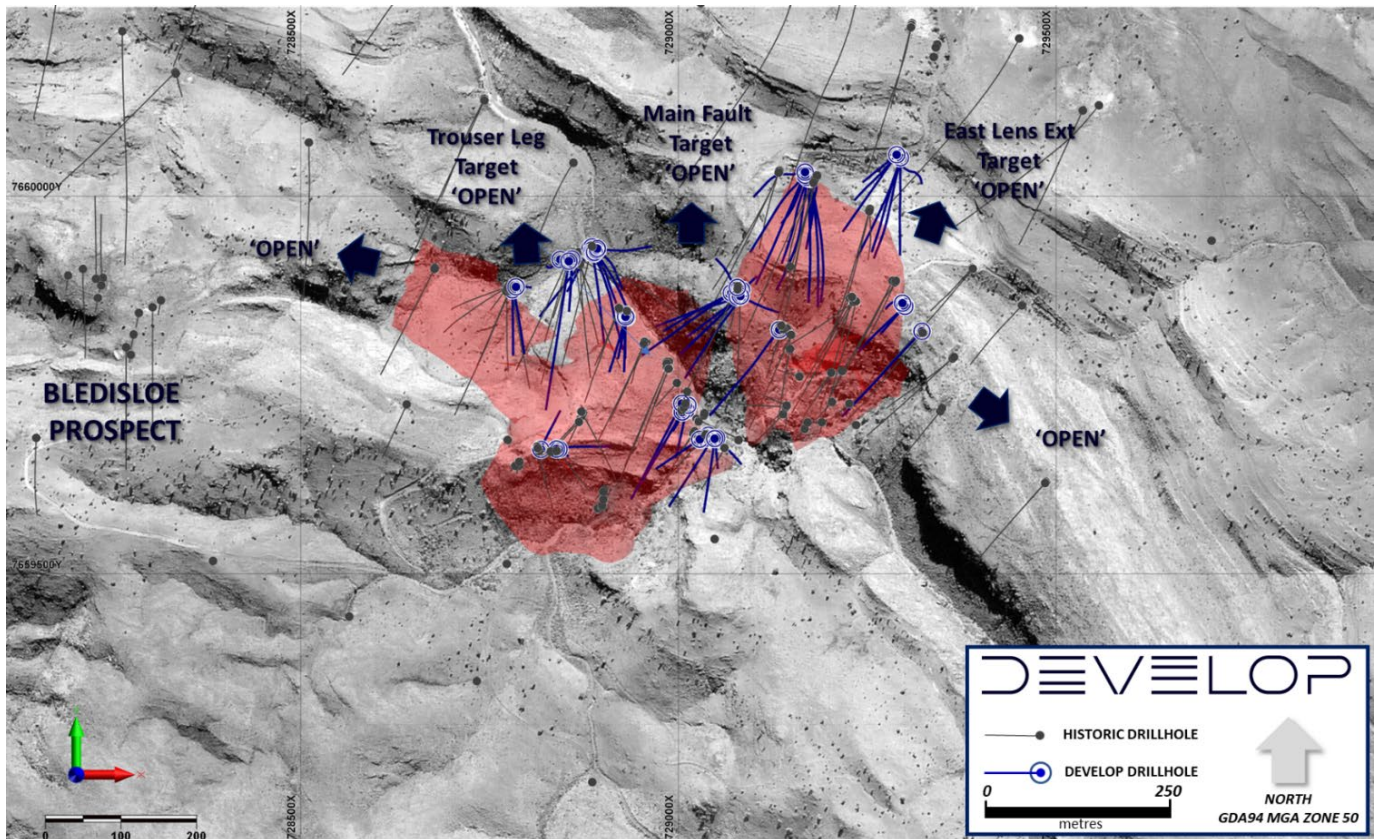 728500X
729000X
729500X
7660000Y
Trouser Leg
Target
'OPEN'
Main Fault
Target
'OPEN'
East Lens Ext
Target
'OPEN'
'OPEN'
BLEDISLOE
PROSPECT
'OPEN'
7659500Y
DEVELOP
HISTORIC DRILLHOLE
DEVELOP DRILLHOLE
0 250
metres
NORTH
GDA94 MGA ZONE 50
X
0 100 200
728500X
729000X